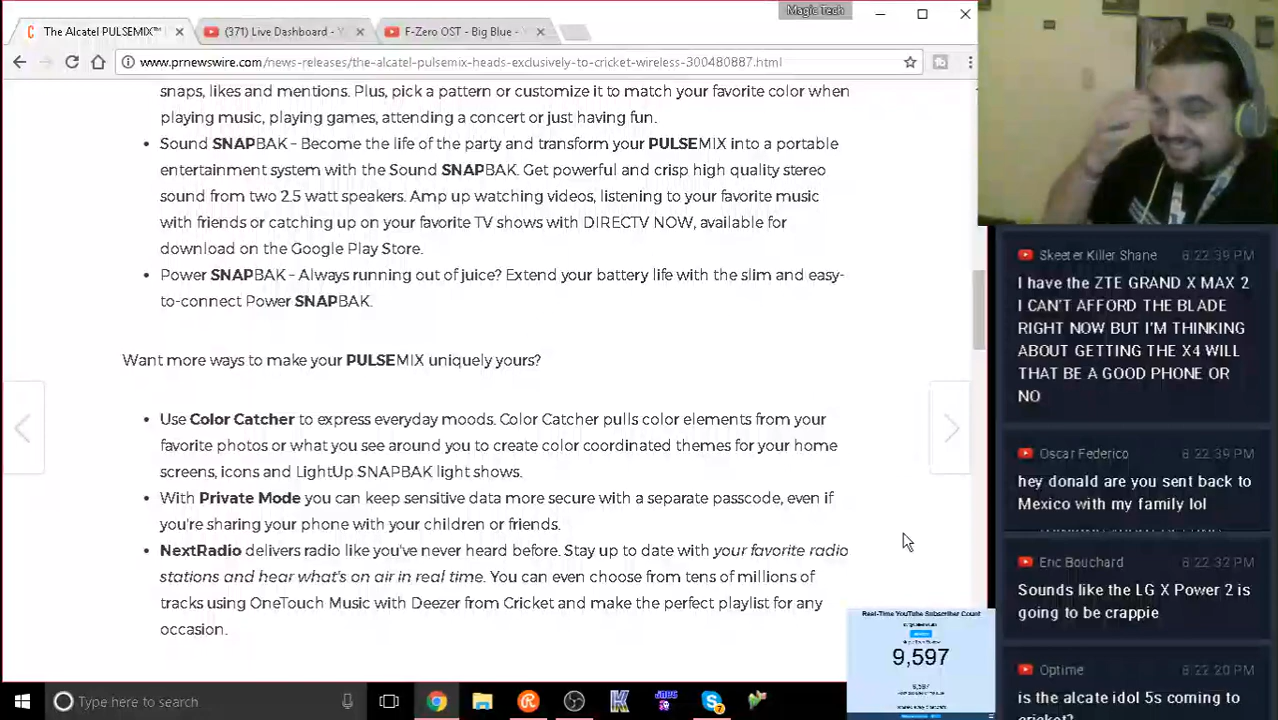 Magic Tech
The Alcatel PULSEMIX™
(371) Live Dashboard - Y
F-Zero OST - Big Blue -
www.prnewswire.com/news-releases/the-alcatel-pulsemix-heads-exclusively-to-cricket-wireless-300480887.html
snaps, likes and mentions. Plus, pick a pattern or customize it to match your favorite color when
playing music, playing games, attending a concert or just having fun.
• Sound SNAPBAK – Become the life of the party and transform your PULSEMIX into a portable
entertainment system with the Sound SNAPBAK. Get powerful and crisp high quality stereo
sound from two 2.5 watt speakers. Amp up watching videos, listening to your favorite music
with friends or catching up on your favorite TV shows with DIRECTV NOW, available for
download on the Google Play Store.
• Power SNAPBAK – Always running out of juice? Extend your battery life with the slim and easy-
to-connect Power SNAPBAK.
Want more ways to make your PULSEMIX uniquely yours?
• Use Color Catcher to express everyday moods. Color Catcher pulls color elements from your
favorite photos or what you see around you to create color coordinated themes for your home
screens, icons and LightUp SNAPBAK light shows.
• With Private Mode you can keep sensitive data more secure with a separate passcode, even if
you're sharing your phone with your children or friends.
• NextRadio delivers radio like you've never heard before. Stay up to date with your favorite radio
stations and hear what's on air in real time. You can even choose from tens of millions of
tracks using OneTouch Music with Deezer from Cricket and make the perfect playlist for any
occasion.
Skeeter Killer Shane 6:22:39 PM
I have the ZTE GRAND X MAX 2
I CAN'T AFFORD THE BLADE
RIGHT NOW BUT I'M THINKING
ABOUT GETTING THE X4 WILL
THAT BE A GOOD PHONE OR
NO
Oscar Federico 6:22:39 PM
hey donald are you sent back to
Mexico with my family lol
Eric Bouchard 6:22:32 PM
Sounds like the LG X Power 2 is
going to be crappie
Optime 6:22:20 PM
is the alcate idol 5s coming to
cricket?
Real-Time YouTube Subscriber Count
9,597
Type here to search